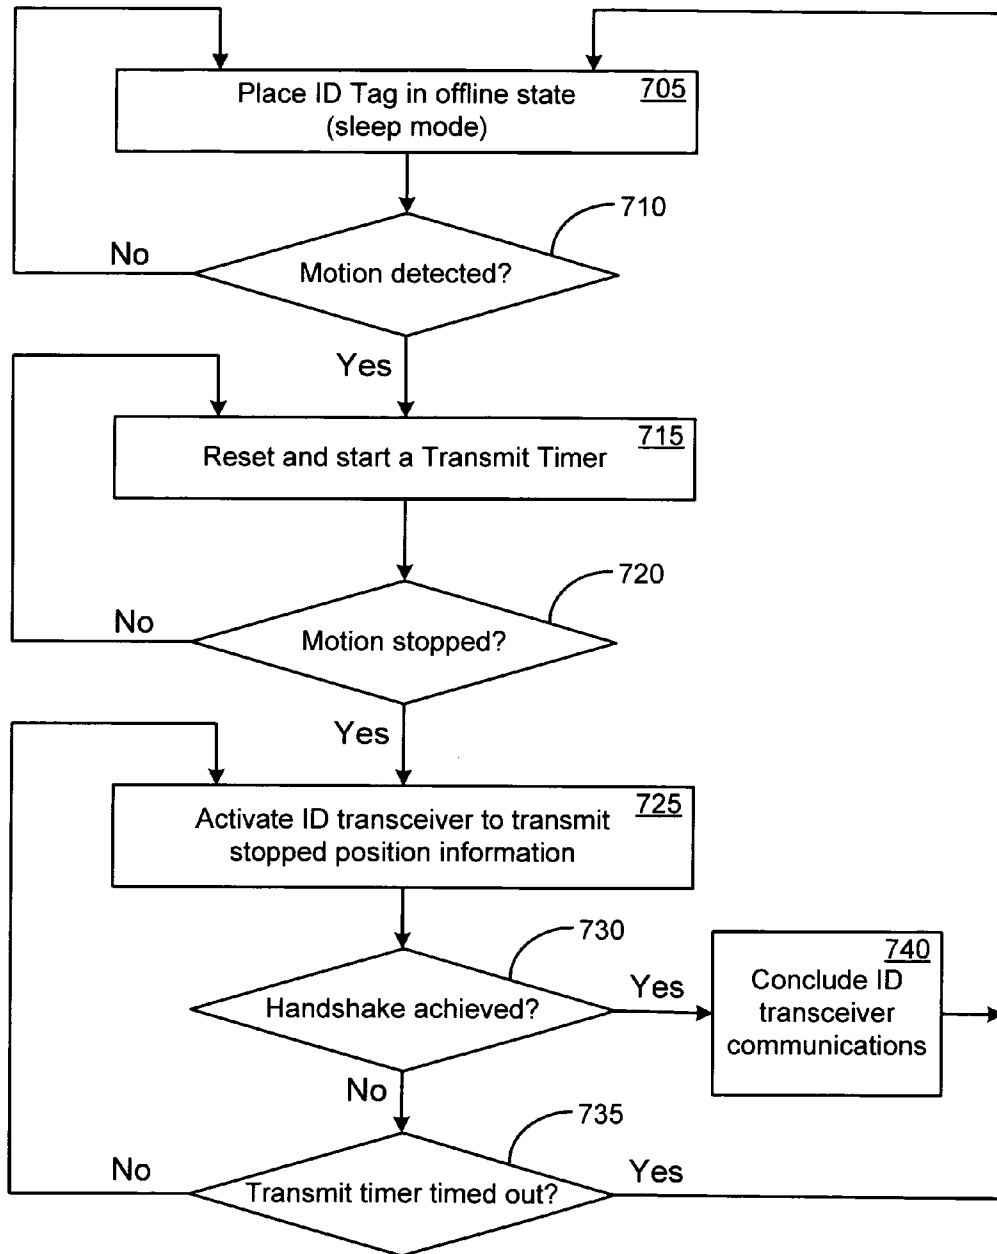 705
Place ID Tag in offline state
(sleep mode)
710
No
Motion detected?
Yes
715
Reset and start a Transmit Timer
720
No
Motion stopped?
Yes
725
Activate ID transceiver to transmit
stopped position information
730
740
Handshake achieved?
Yes
Conclude ID
transceiver
communications
No
735
No
Transmit timer timed out?
Yes